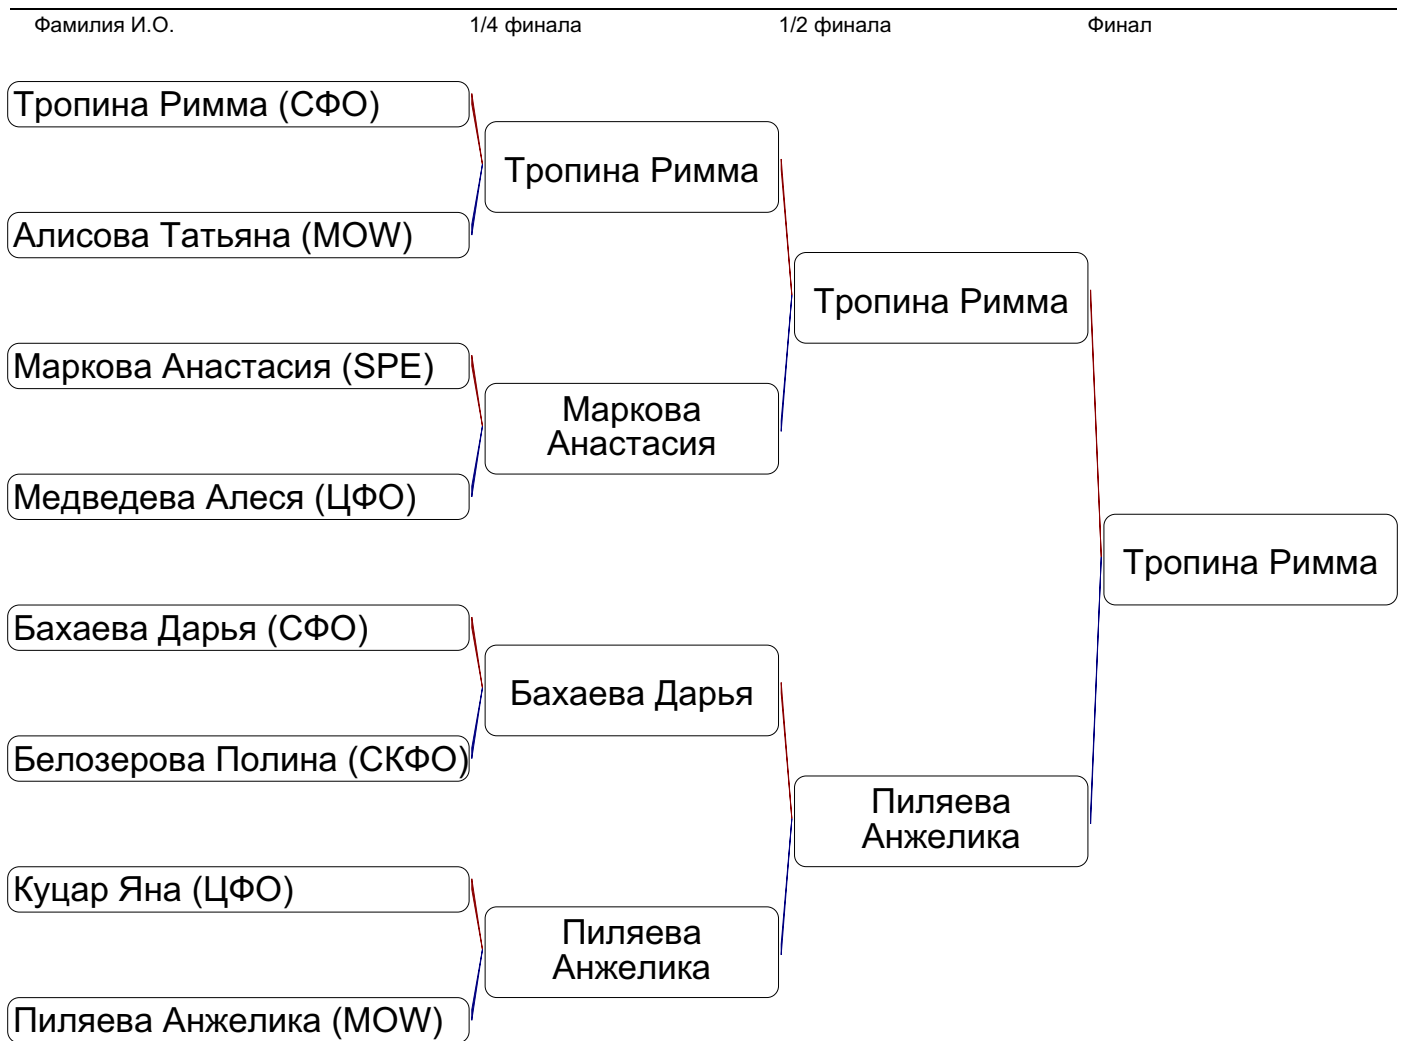 Фамилия И.О. 1/4 финала 1/2 финала Финал
Тропина Римма (СФО)
Тропина Римма
Алисова Татьяна (MOW)
Тропина Римма
Маркова Анастасия (SPE)
Маркова
Анастасия
Медведева Алеся (ЦФО)
Тропина Римма
Бахаева Дарья (СФО)
Бахаева Дарья
Белозерова Полина (СКФО)
Пиляева
Анжелика
Куцар Яна (ЦФО)
Пиляева
Анжелика
Пиляева Анжелика (MOW)